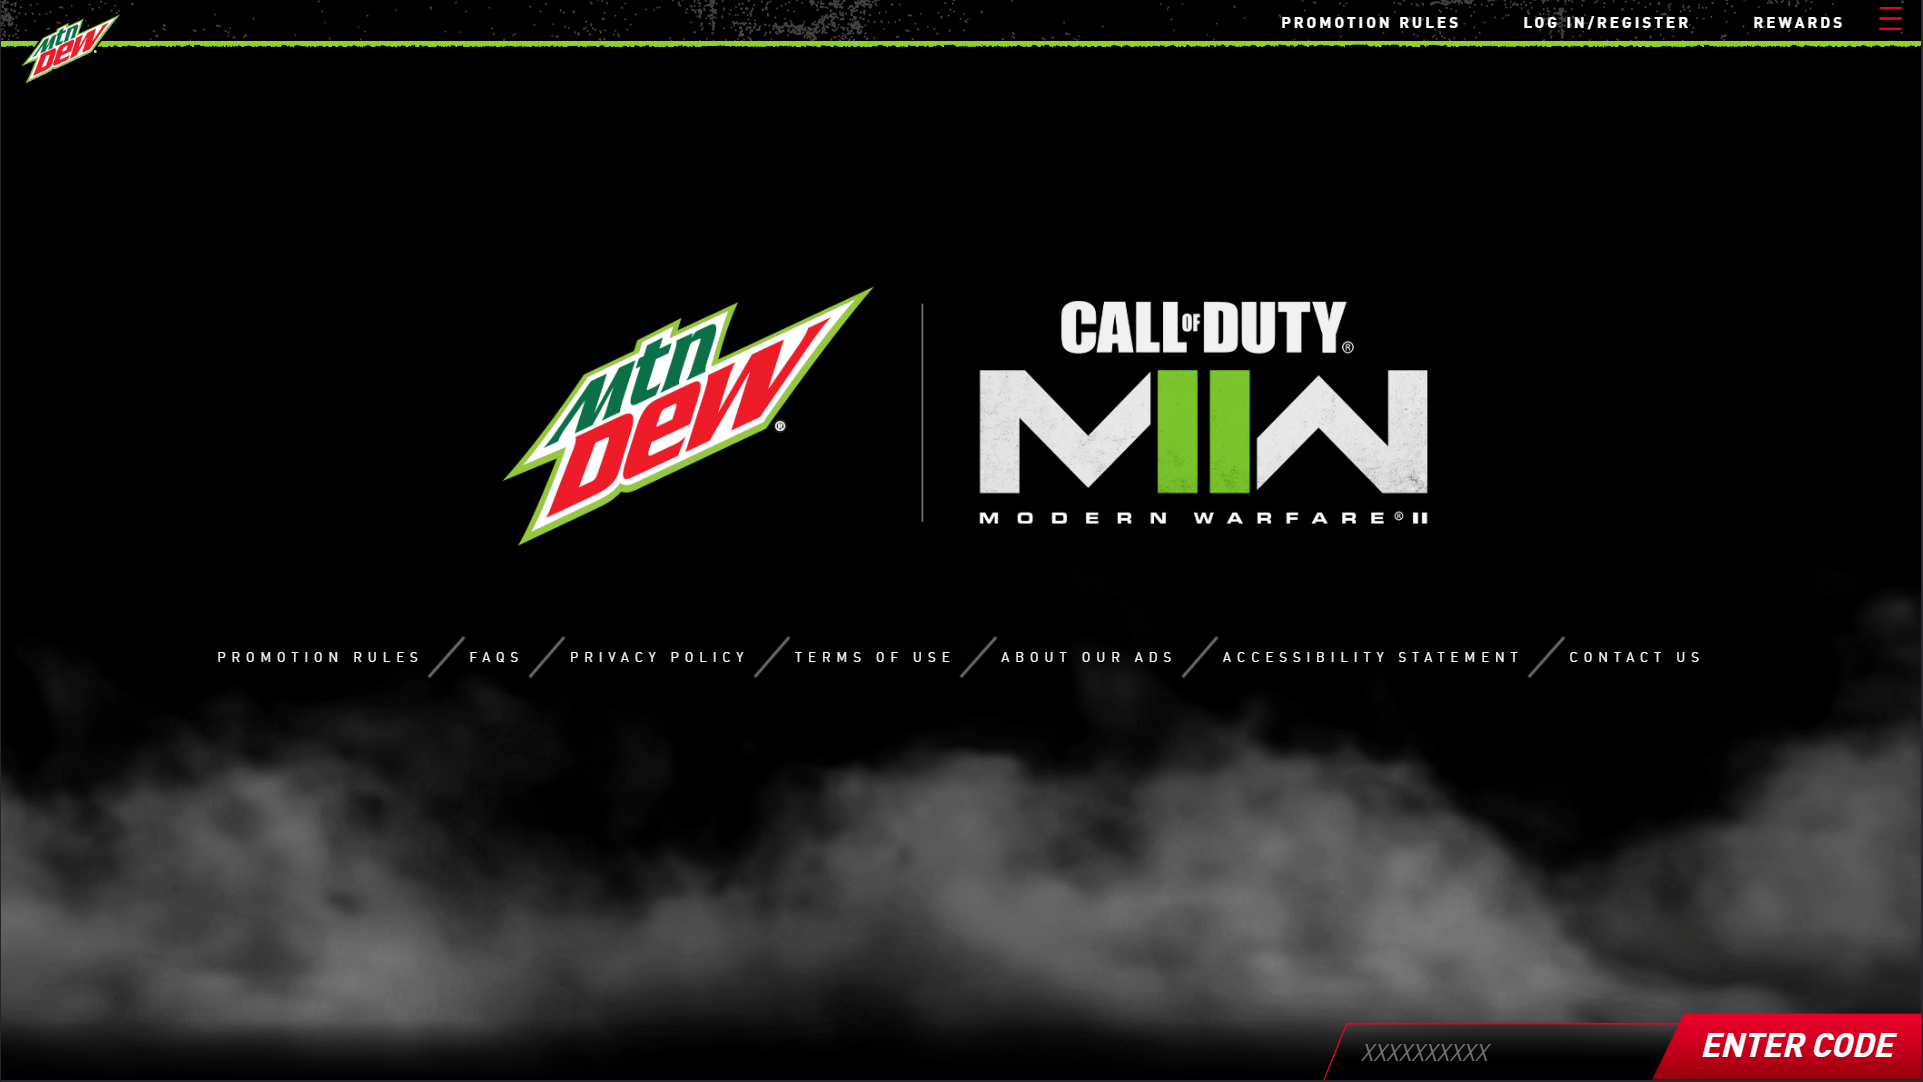 mtn DEW
PROMOTION RULES LOG IN/REGISTER REWARDS
mtn
DEW®
CALL OF DUTY®
MIIW
MODERN WARFARE® II
PROMOTION RULES / FAQS / PRIVACY POLICY / TERMS OF USE / ABOUT OUR ADS / ACCESSIBILITY STATEMENT / CONTACT US
XXXXXXXXXX ENTER CODE